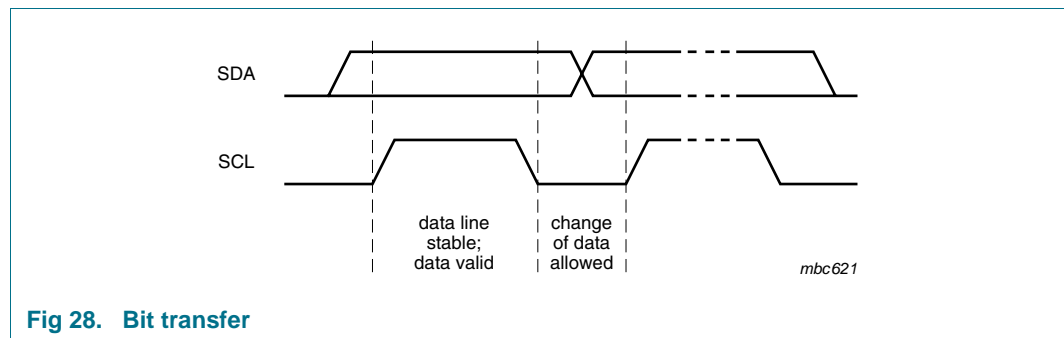 SDA
SCL
data line
stable;
data valid
change
of data
allowed
mbc621
Fig 28. Bit transfer